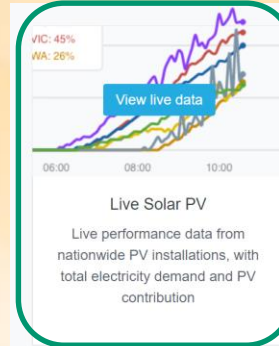 VIC: 45%
WA: 26%
View live data
06:00 08:00 10:00
Live Solar PV
Live performance data from
nationwide PV installations, with
total electricity demand and PV
contribution